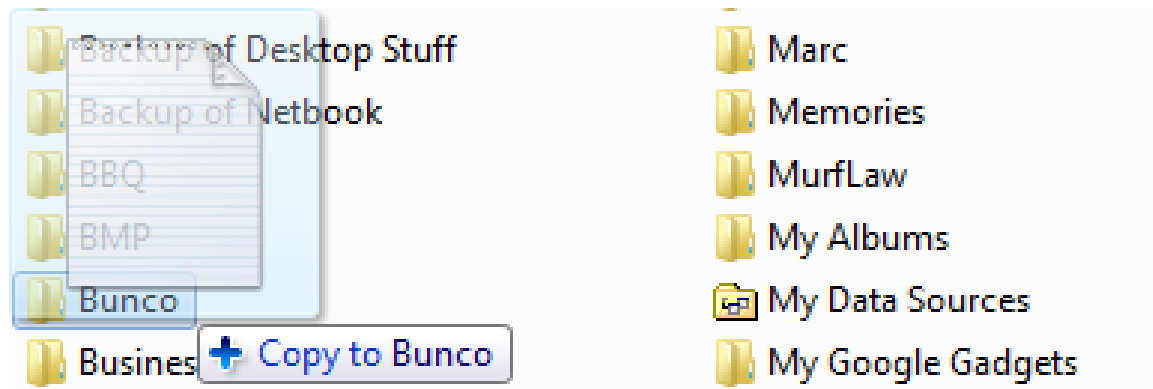 Backup of Desktop Stuff
Backup of Netbook
BBQ
BMP
Bunco
Busines
Copy to Bunco
Marc
Memories
MurfLaw
My Albums
My Data Sources
My Google Gadgets